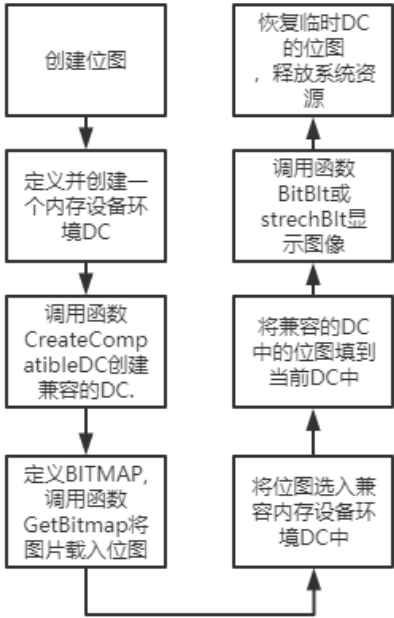 创建位图
定义并创建一
个内存设备环
境DC
调用函数
CreateComp
atibleDC创建
兼容的DC.
定义BITMAP,
调用函数
GetBitmap将
图片载入位图
将位图选入兼
容内存设备环
境DC中
将兼容的DC
中的位图填到
当前DC中
调用函数
BitBlt或
strechBlt显
示图像
恢复临时DC
的位图
，释放系统资
源